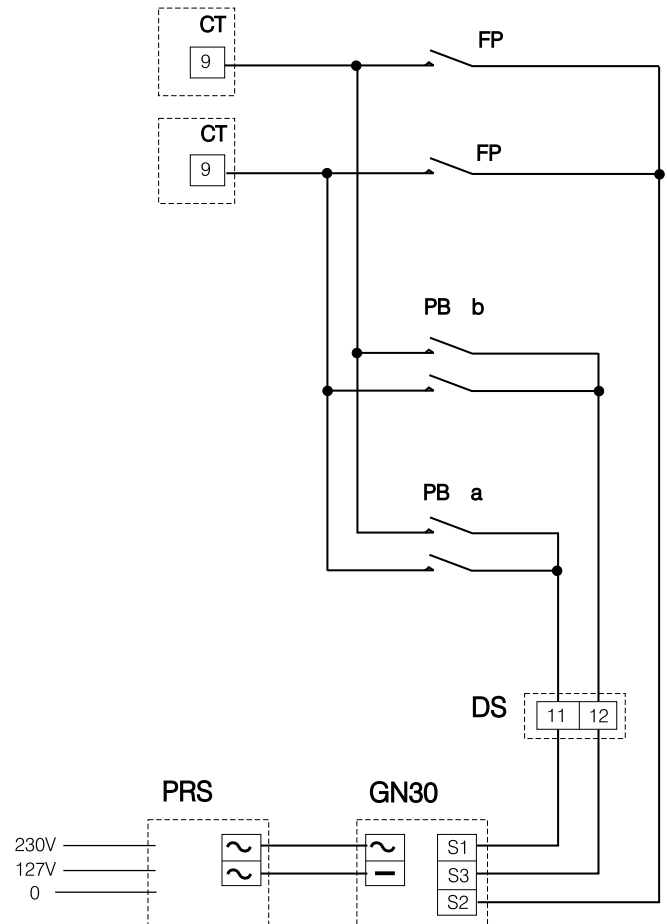 CT
9
FP
CT
9
FP
PB b
PB a
DS
11 12
PRS
GN30
230V
127V
0
~
~
~
–
S1
S3
S2